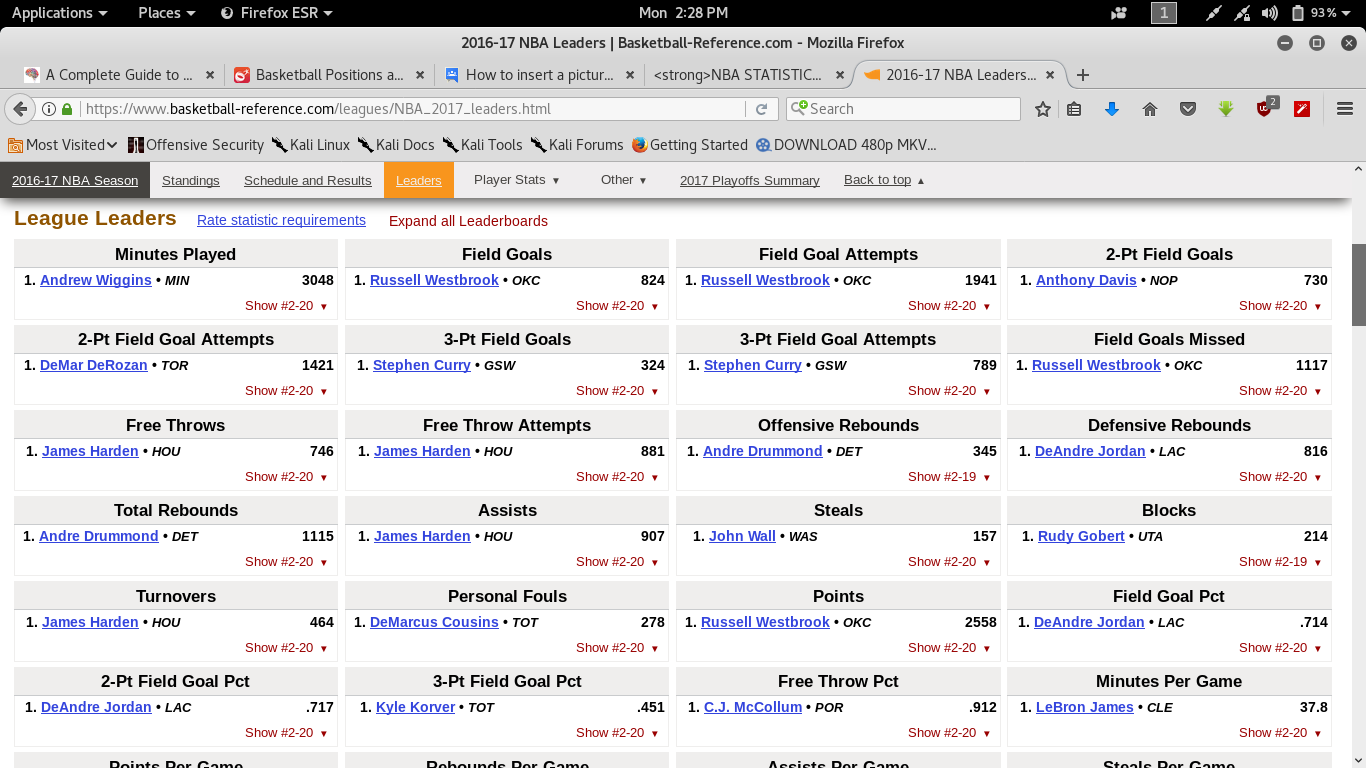 Applications Places Firefox ESR Mon 2:28 PM 1 93%
2016-17 NBA Leaders | Basketball-Reference.com - Mozilla Firefox
A Complete Guide to ... Basketball Positions a... How to insert a pictur... <strong>NBA STATISTIC... 2016-17 NBA Leaders...
https://www.basketball-reference.com/leagues/NBA_2017_leaders.html Search 2
Most Visited Offensive Security Kali Linux Kali Docs Kali Tools Kali Forums Getting Started DOWNLOAD 480p MKV...
2016-17 NBA Season Standings Schedule and Results Leaders Player Stats ▼ Other ▼ 2017 Playoffs Summary Back to top ▲
League Leaders Rate statistic requirements Expand all Leaderboards
Minutes Played Field Goals Field Goal Attempts 2-Pt Field Goals
1. Andrew Wiggins • MIN 3048 1. Russell Westbrook • OKC 824 1. Russell Westbrook • OKC 1941 1. Anthony Davis • NOP 730
Show #2-20 ▼ Show #2-20 ▼ Show #2-20 ▼ Show #2-20 ▼
2-Pt Field Goal Attempts 3-Pt Field Goals 3-Pt Field Goal Attempts Field Goals Missed
1. DeMar DeRozan • TOR 1421 1. Stephen Curry • GSW 324 1. Stephen Curry • GSW 789 1. Russell Westbrook • OKC 1117
Show #2-20 ▼ Show #2-20 ▼ Show #2-20 ▼ Show #2-20 ▼
Free Throws Free Throw Attempts Offensive Rebounds Defensive Rebounds
1. James Harden • HOU 746 1. James Harden • HOU 881 1. Andre Drummond • DET 345 1. DeAndre Jordan • LAC 816
Show #2-20 ▼ Show #2-20 ▼ Show #2-19 ▼ Show #2-20 ▼
Total Rebounds Assists Steals Blocks
1. Andre Drummond • DET 1115 1. James Harden • HOU 907 1. John Wall • WAS 157 1. Rudy Gobert • UTA 214
Show #2-20 ▼ Show #2-20 ▼ Show #2-20 ▼ Show #2-19 ▼
Turnovers Personal Fouls Points Field Goal Pct
1. James Harden • HOU 464 1. DeMarcus Cousins • TOT 278 1. Russell Westbrook • OKC 2558 1. DeAndre Jordan • LAC .714
Show #2-20 ▼ Show #2-20 ▼ Show #2-20 ▼ Show #2-20 ▼
2-Pt Field Goal Pct 3-Pt Field Goal Pct Free Throw Pct Minutes Per Game
1. DeAndre Jordan • LAC .717 1. Kyle Korver • TOT .451 1. C.J. McCollum • POR .912 1. LeBron James • CLE 37.8
Show #2-20 ▼ Show #2-20 ▼ Show #2-20 ▼ Show #2-20 ▼
Points Per Game Rebounds Per Game Assists Per Game Steals Per Game